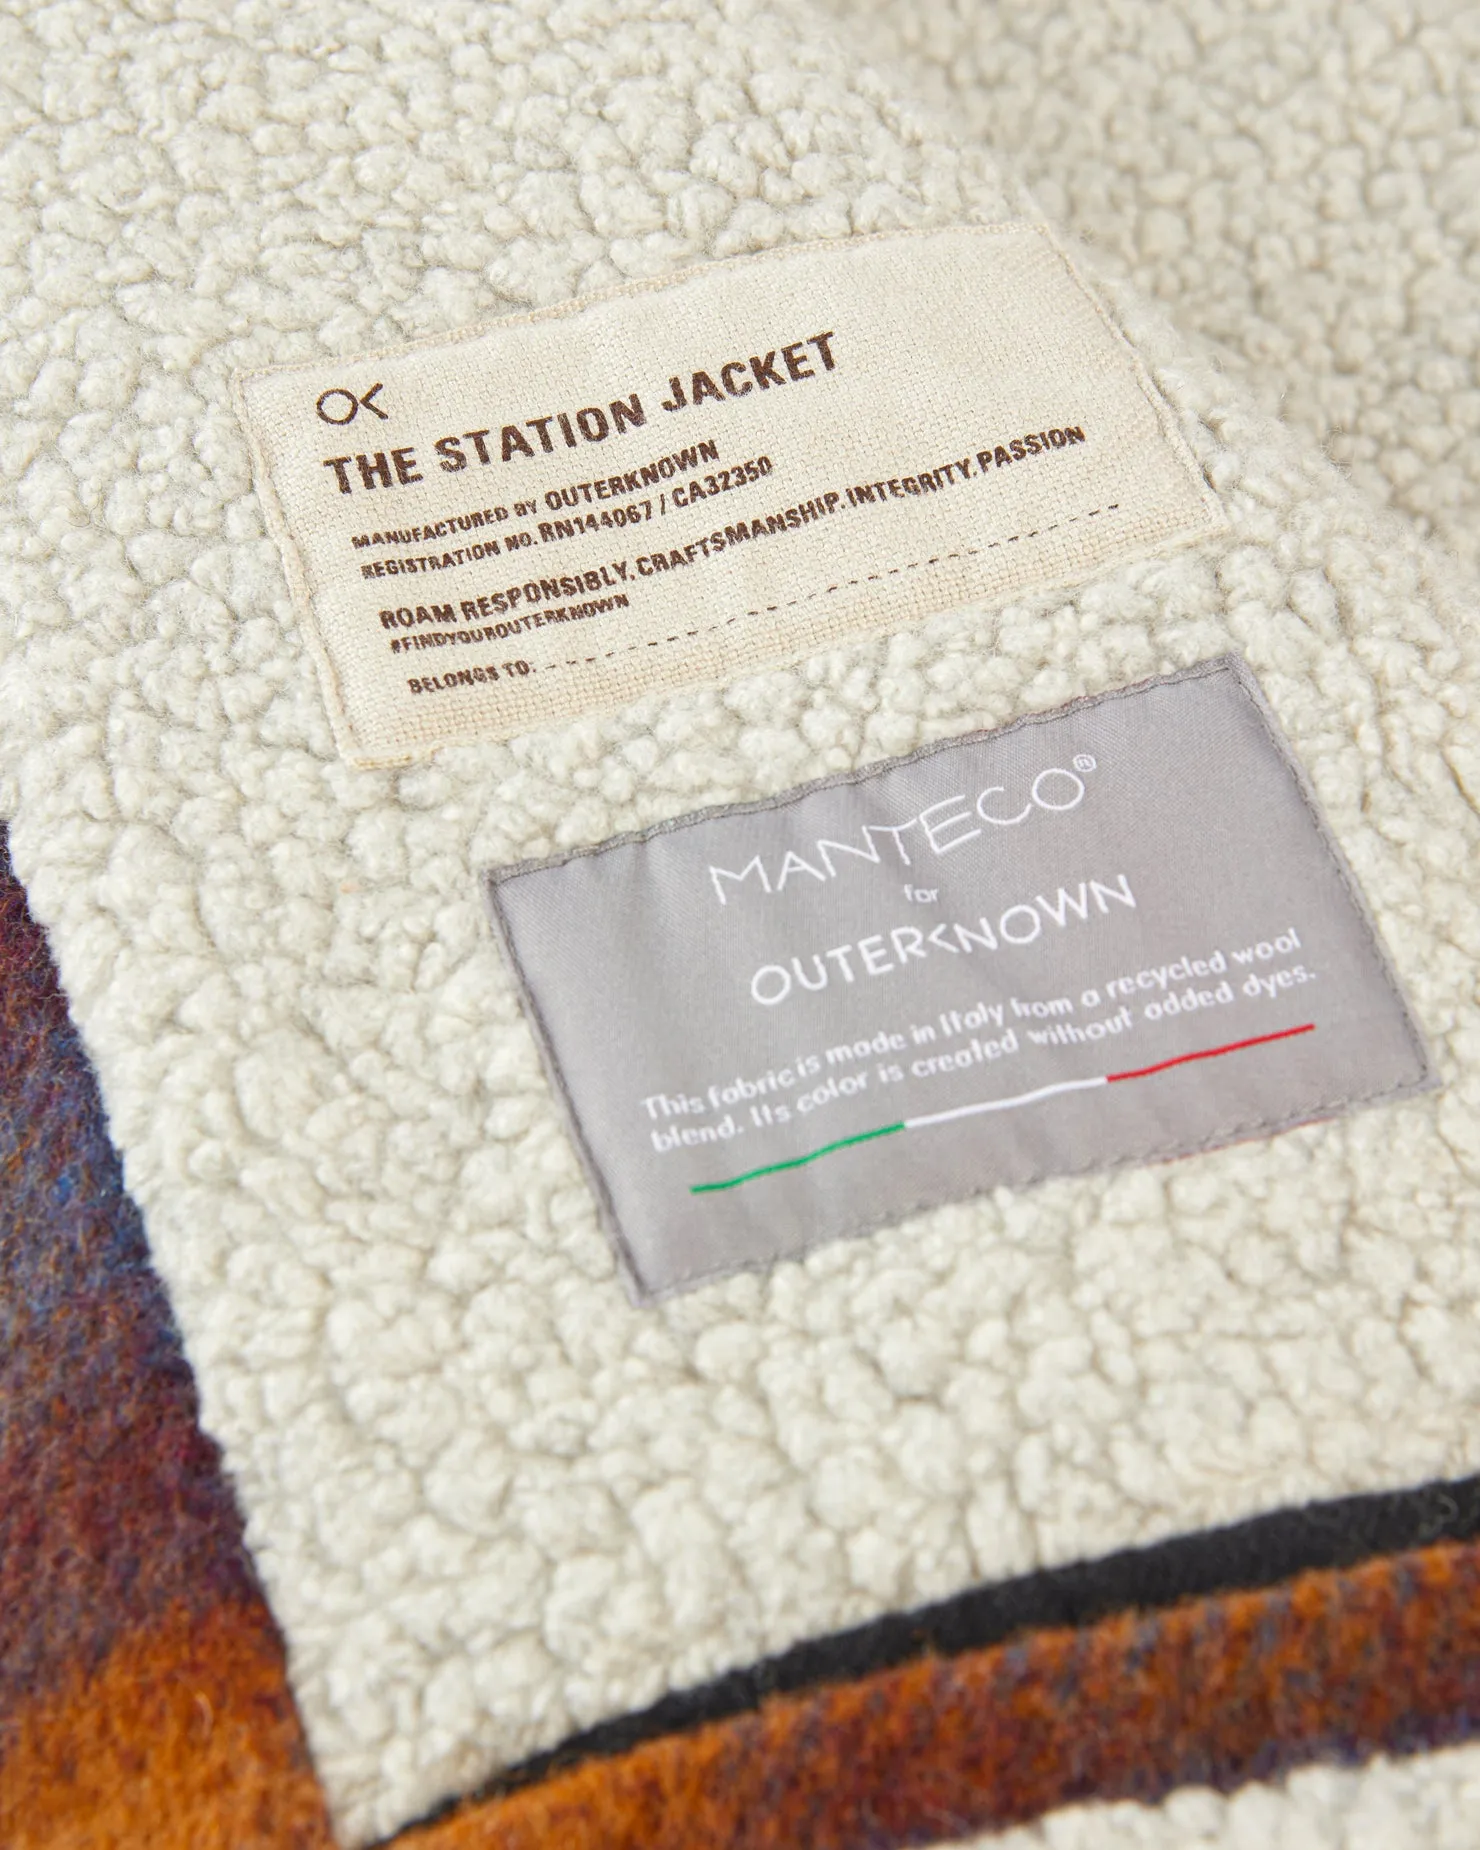 OK
THE STATION JACKET
MANUFACTURED BY OUTERKNOWN
REGISTRATION NO. RN144067 / CA32350
ROAM RESPONSIBLY. CRAFTSMANSHIP. INTEGRITY. PASSION
#FINDYOUROUTERKNOWN
BELONGS TO:
MANTECO®
for
OUTERKNOWN
This fabric is made in Italy from a recycled wool
blend. Its color is created without added dyes.